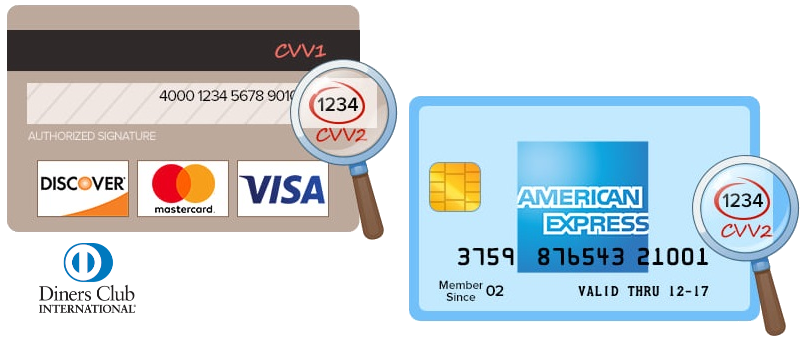 CVV1
4000 1234 5678 9010
1234
CVV2
AUTHORIZED SIGNATURE
DISCOVER
mastercard.
VISA
Diners Club
INTERNATIONAL®
AMERICAN
EXPRESS
1234
CVV2
3759 876543 21001
Member
Since 02
VALID THRU 12-17